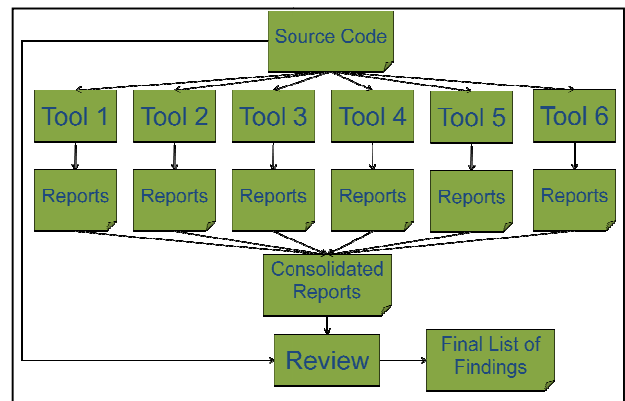 Source Code
Tool 1
Tool 2
Tool 3
Tool 4
Tool 5
Tool 6
Reports
Reports
Reports
Reports
Reports
Reports
Consolidated
Reports
Review
Final List of
Findings